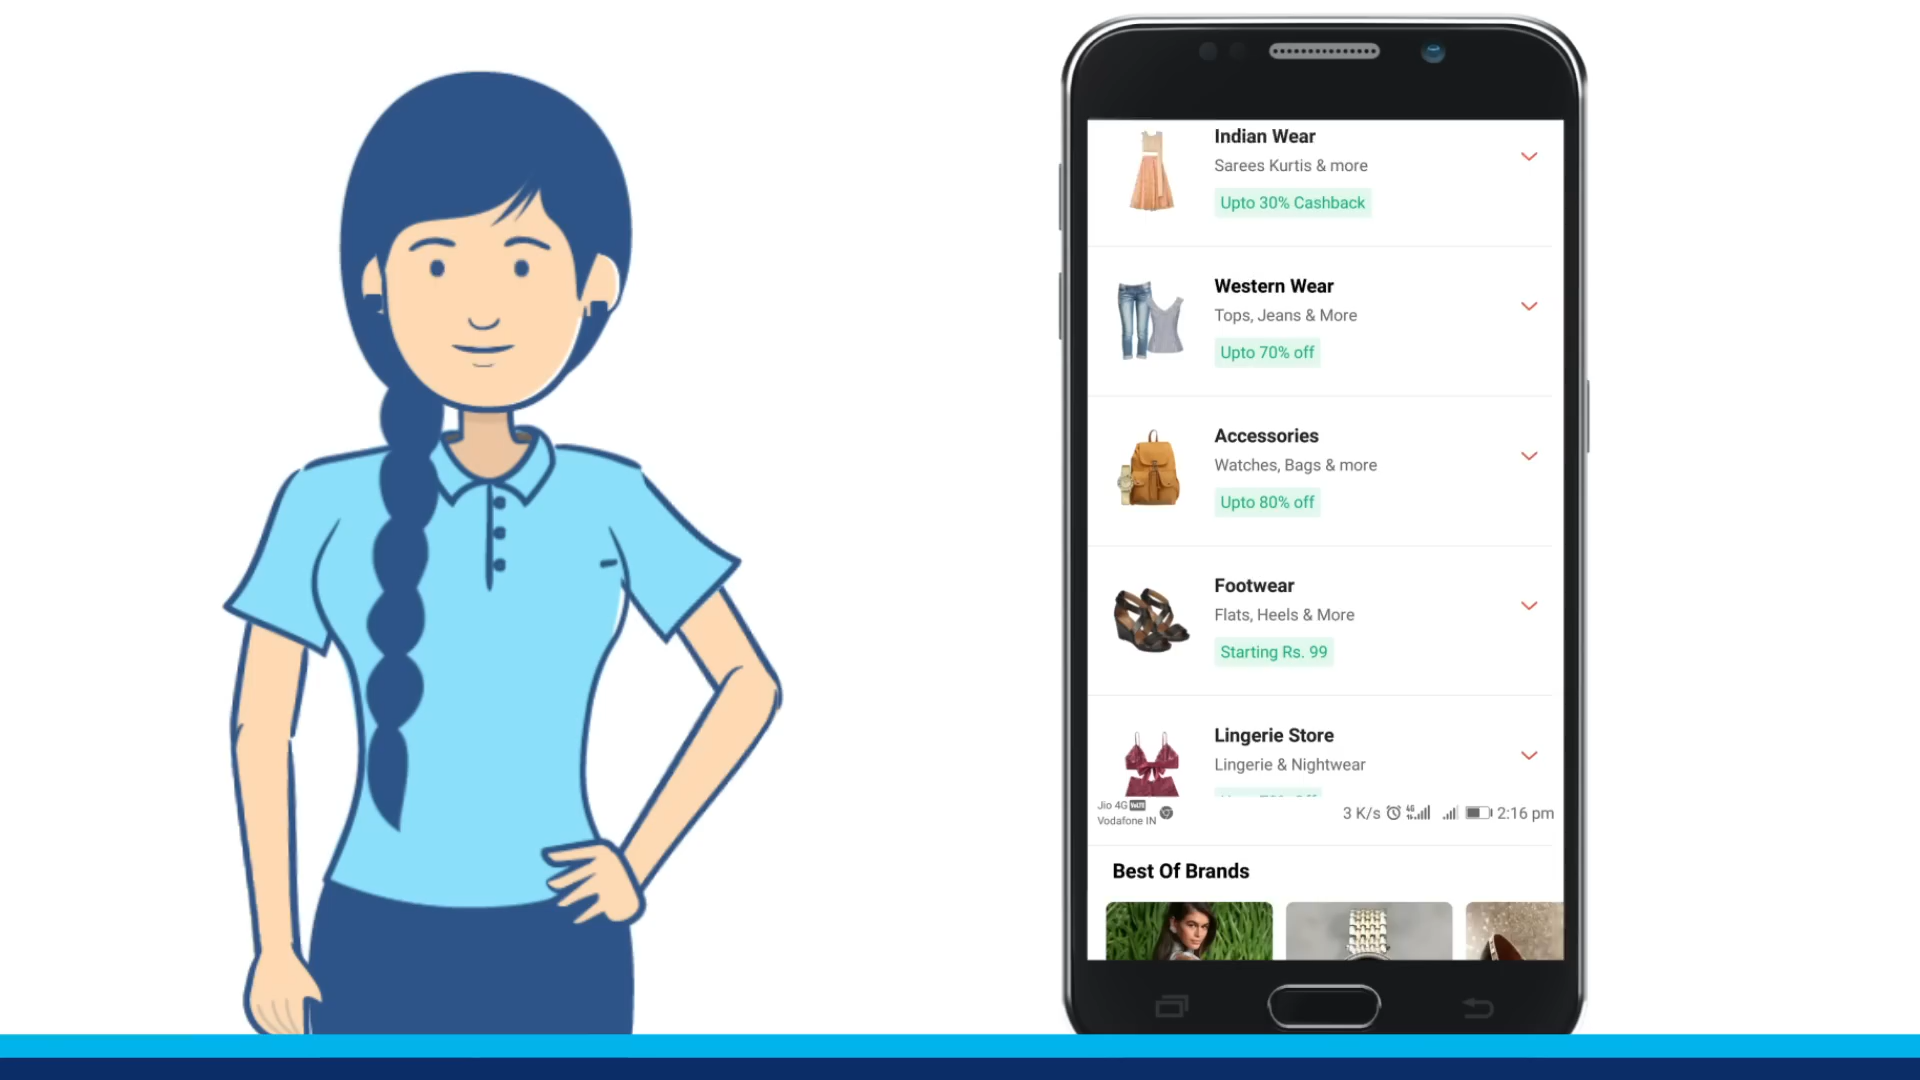 Indian Wear
Sarees Kurtis & more
Upto 30% Cashback
Western Wear
Tops, Jeans & More
Upto 70% off
Accessories
Watches, Bags & more
Upto 80% off
Footwear
Flats, Heels & More
Starting Rs. 99
Lingerie Store
Lingerie & Nightwear
Jio 4G VoLTE
Vodafone IN
3 K/s 4G 2:16 pm
Best Of Brands